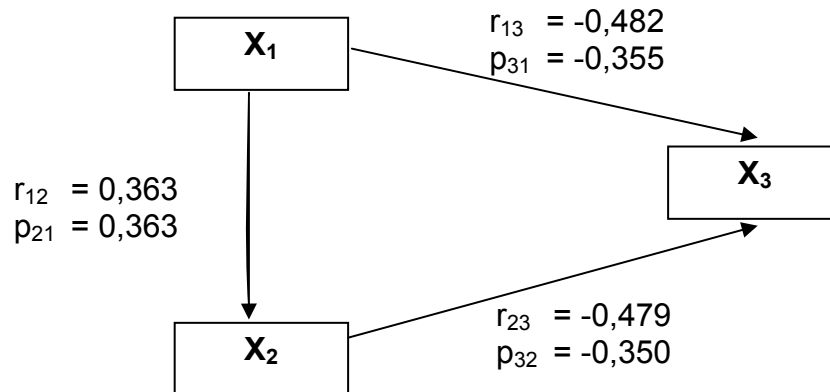 X₁
r₁₃ = -0,482
p₃₁ = -0,355
X₃
r₁₂ = 0,363
p₂₁ = 0,363
X₂
r₂₃ = -0,479
p₃₂ = -0,350